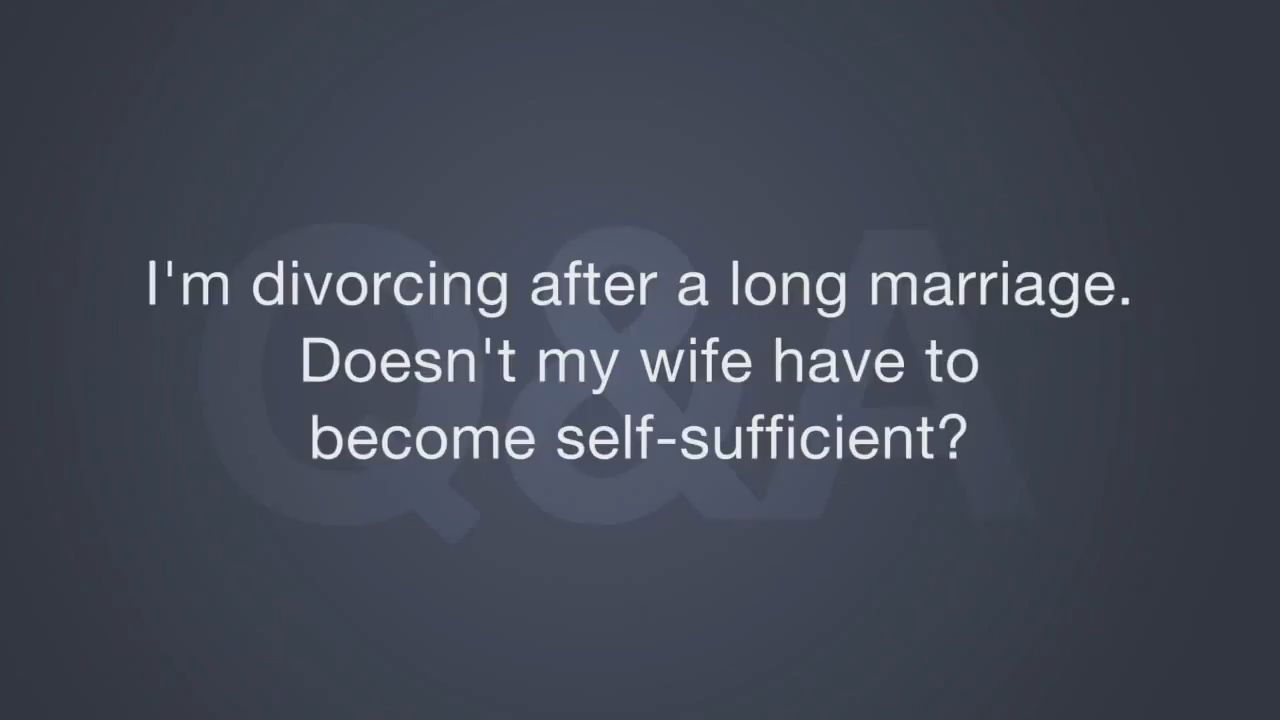 Q&A
I'm divorcing after a long marriage.
Doesn't my wife have to
become self-sufficient?